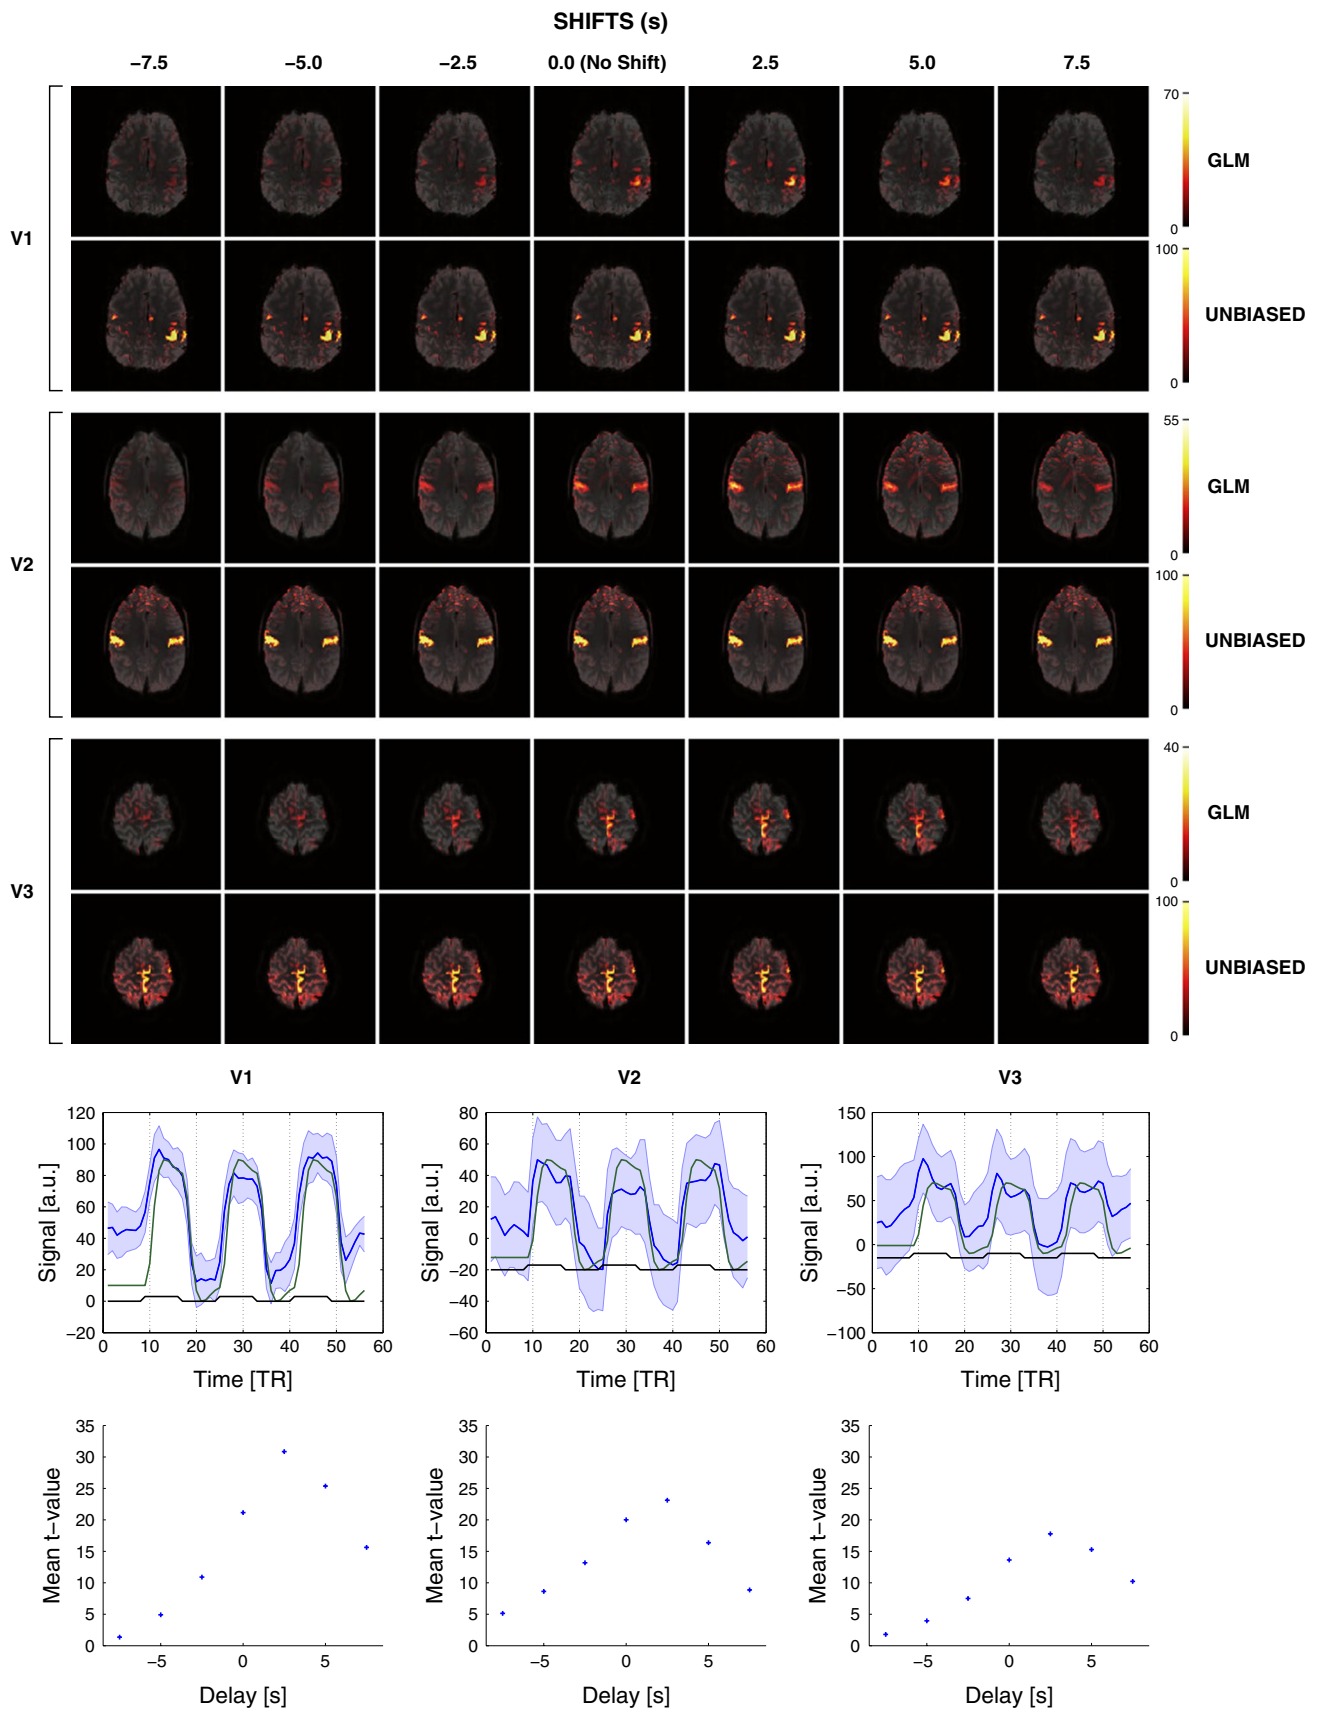 SHIFTS (s)
−7.5 −5.0 −2.5 0.0 (No Shift) 2.5 5.0 7.5
V1
70
GLM
0
100
UNBIASED
0
V2
55
GLM
0
100
UNBIASED
0
V3
40
GLM
0
100
UNBIASED
0
V1
Signal [a.u.]
120
100
80
60
40
20
0
−20
0 10 20 30 40 50 60
Time [TR]
V2
Signal [a.u.]
80
60
40
20
0
−20
−40
−60
0 10 20 30 40 50 60
Time [TR]
V3
Signal [a.u.]
150
100
50
0
−50
−100
0 10 20 30 40 50 60
Time [TR]
Mean t−value
35
30
25
20
15
10
5
0
−5 0 5
Delay [s]
Mean t−value
35
30
25
20
15
10
5
0
−5 0 5
Delay [s]
Mean t−value
35
30
25
20
15
10
5
0
−5 0 5
Delay [s]